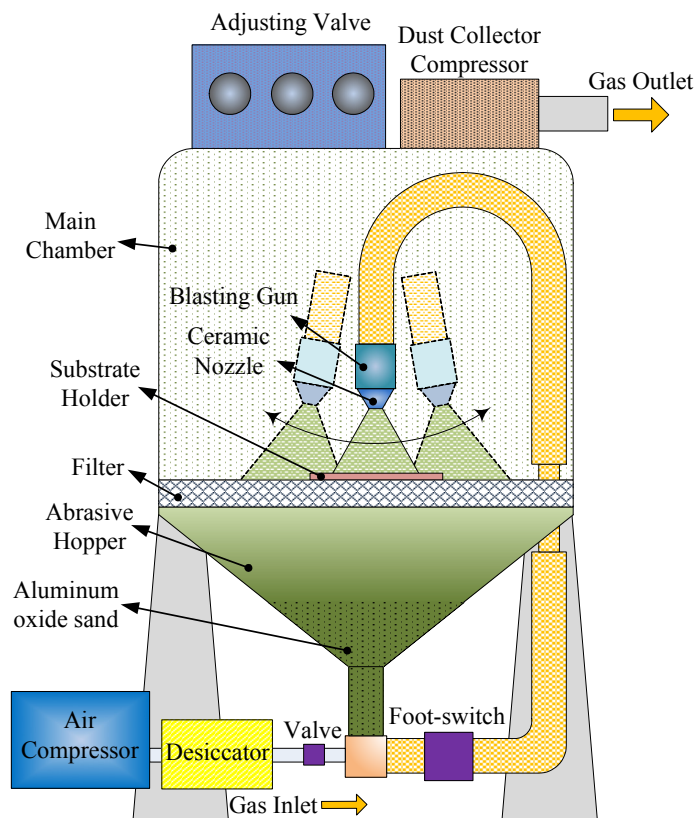 Adjusting Valve
Dust Collector
Compressor
Gas Outlet
Main
Chamber
Blasting Gun
Ceramic
Nozzle
Substrate
Holder
Filter
Abrasive
Hopper
Aluminum
oxide sand
Air
Compressor
Desiccator
Valve
Foot-switch
Gas Inlet